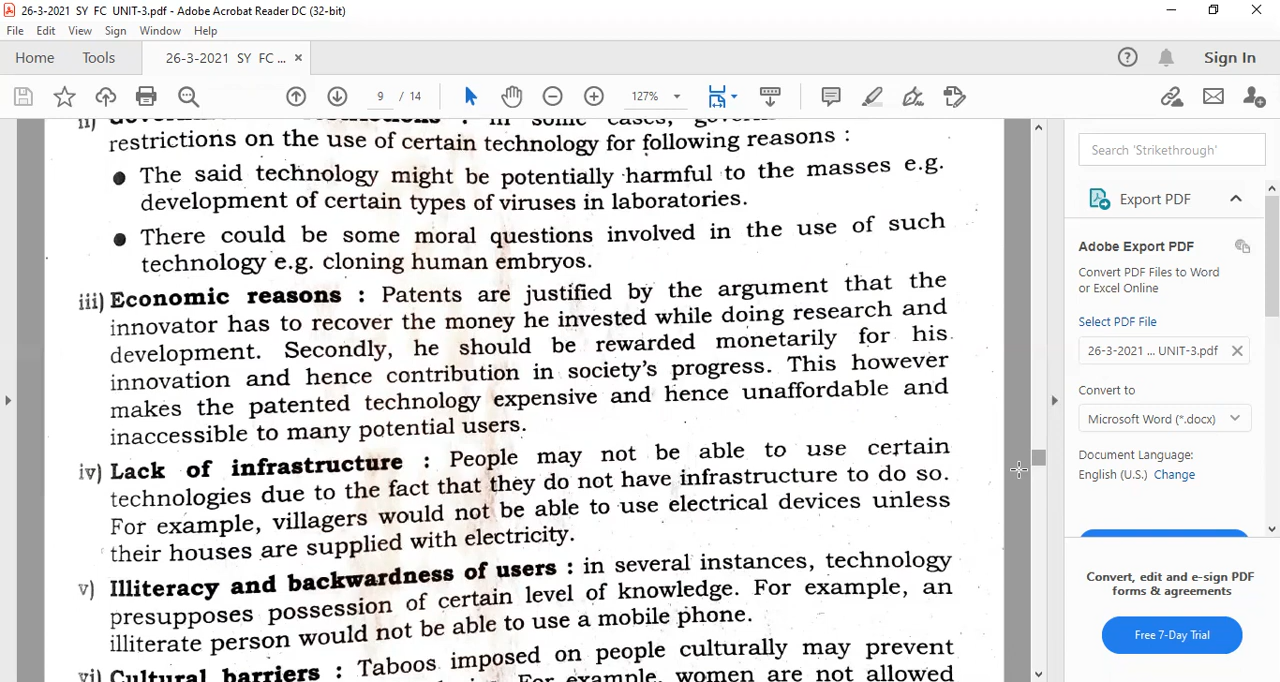 26-3-2021 SY FC UNIT-3.pdf - Adobe Acrobat Reader DC (32-bit)
File Edit View Sign Window Help
Home Tools 26-3-2021 SY FC ... × Sign In
9 / 14 127%
restrictions on the use of certain technology for following reasons :
● The said technology might be potentially harmful to the masses e.g.
development of certain types of viruses in laboratories.
● There could be some moral questions involved in the use of such
technology e.g. cloning human embryos.
iii) Economic reasons : Patents are justified by the argument that the
innovator has to recover the money he invested while doing research and
development. Secondly, he should be rewarded monetarily for his
innovation and hence contribution in society's progress. This however
makes the patented technology expensive and hence unaffordable and
inaccessible to many potential users.
iv) Lack of infrastructure : People may not be able to use certain
technologies due to the fact that they do not have infrastructure to do so.
For example, villagers would not be able to use electrical devices unless
their houses are supplied with electricity.
v) Illiteracy and backwardness of users : in several instances, technology
presupposes possession of certain level of knowledge. For example, an
illiterate person would not be able to use a mobile phone.
vi) Cultural barriers : Taboos imposed on people culturally may prevent
For example, women are not allowed
Search 'Strikethrough'
Export PDF
Adobe Export PDF
Convert PDF Files to Word
or Excel Online
Select PDF File
26-3-2021 ... UNIT-3.pdf ×
Convert to
Microsoft Word (*.docx)
Document Language:
English (U.S.) Change
Convert, edit and e-sign PDF
forms & agreements
Free 7-Day Trial